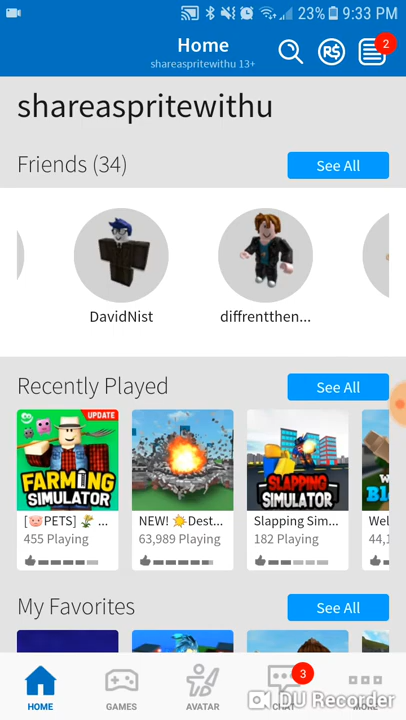 23% 9:33 PM
Home
shareaspritewithu 13+
R$
2
shareaspritewithu
Friends (34)
See All
DavidNist
diffrentthen...
Recently Played
See All
UPDATE
FARMING
SIMULATOR
SLAPPING
SIMULATOR
[🐷PETS] 🌾 ...
NEW! ☀️Dest...
Slapping Sim...
Wel
455 Playing
63,989 Playing
182 Playing
44,1
My Favorites
See All
3
HOME
GAMES
AVATAR
CHAT
MORE
DU Recorder